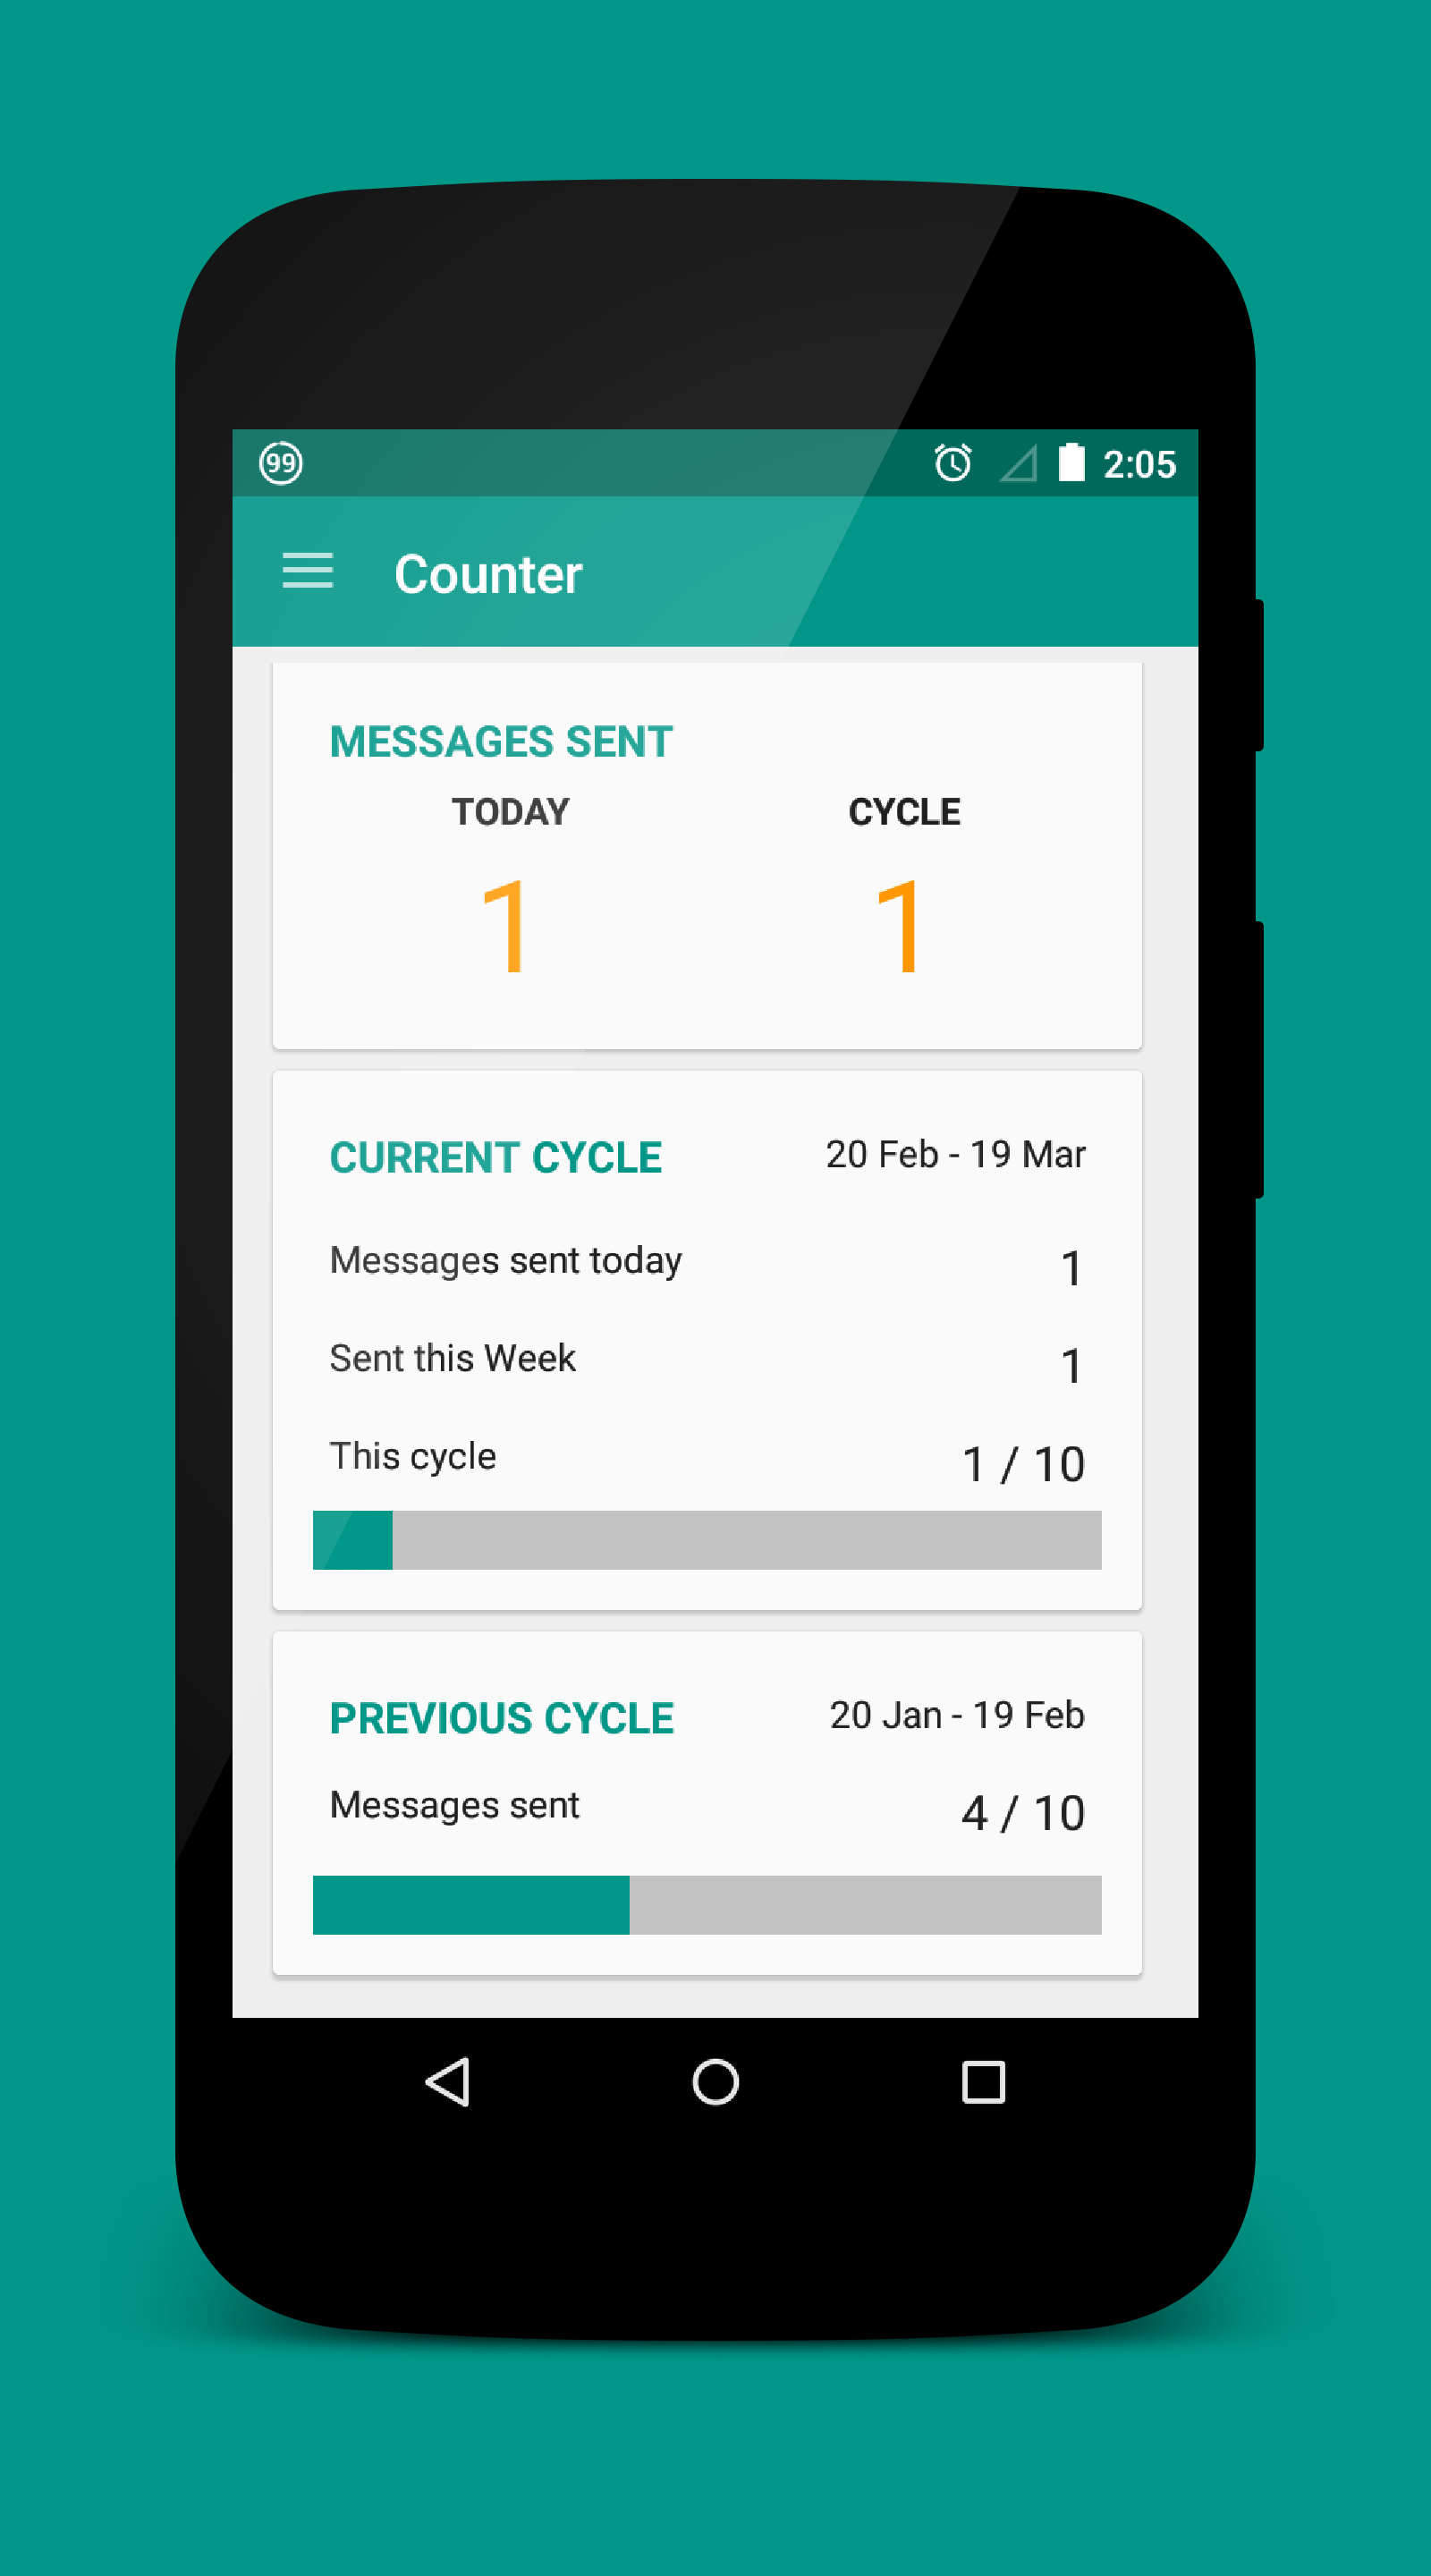 99 2:05
Counter
MESSAGES SENT
TODAY CYCLE
1 1
CURRENT CYCLE 20 Feb - 19 Mar
Messages sent today 1
Sent this Week 1
This cycle 1 / 10
PREVIOUS CYCLE 20 Jan - 19 Feb
Messages sent 4 / 10